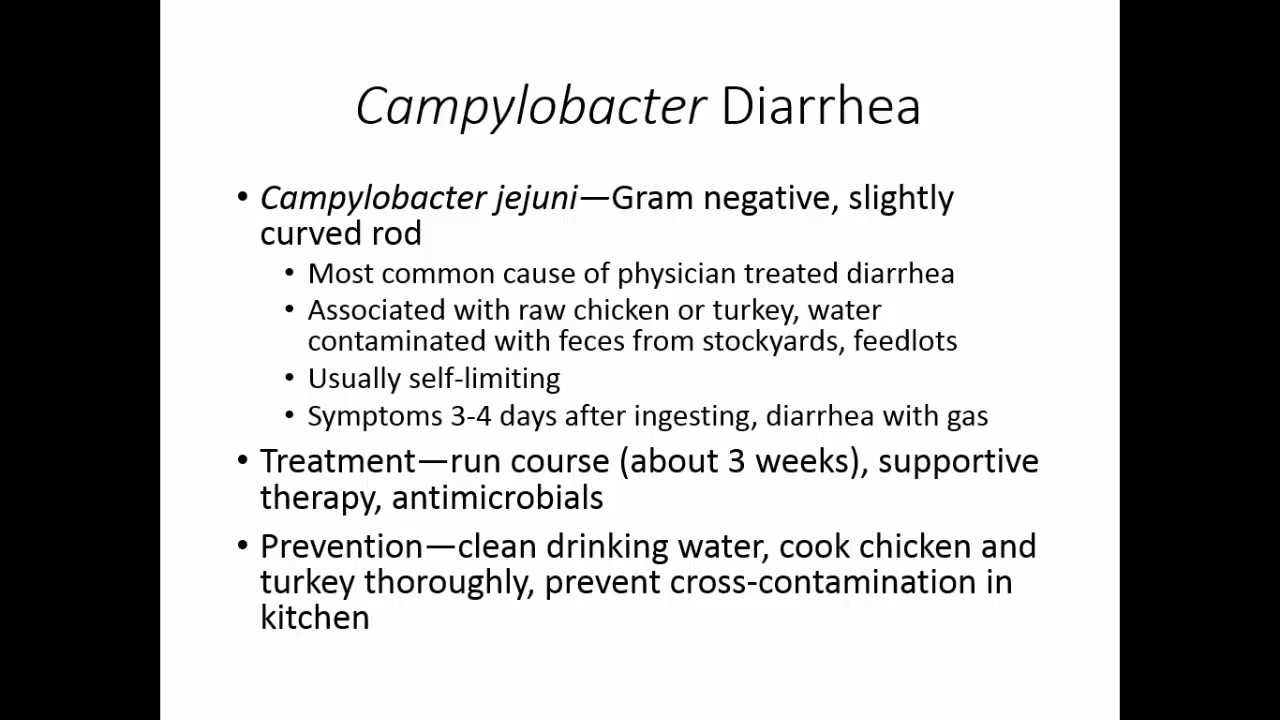 Campylobacter Diarrhea
• Campylobacter jejuni—Gram negative, slightly
curved rod
• Most common cause of physician treated diarrhea
• Associated with raw chicken or turkey, water
contaminated with feces from stockyards, feedlots
• Usually self-limiting
• Symptoms 3-4 days after ingesting, diarrhea with gas
• Treatment—run course (about 3 weeks), supportive
therapy, antimicrobials
• Prevention—clean drinking water, cook chicken and
turkey thoroughly, prevent cross-contamination in
kitchen